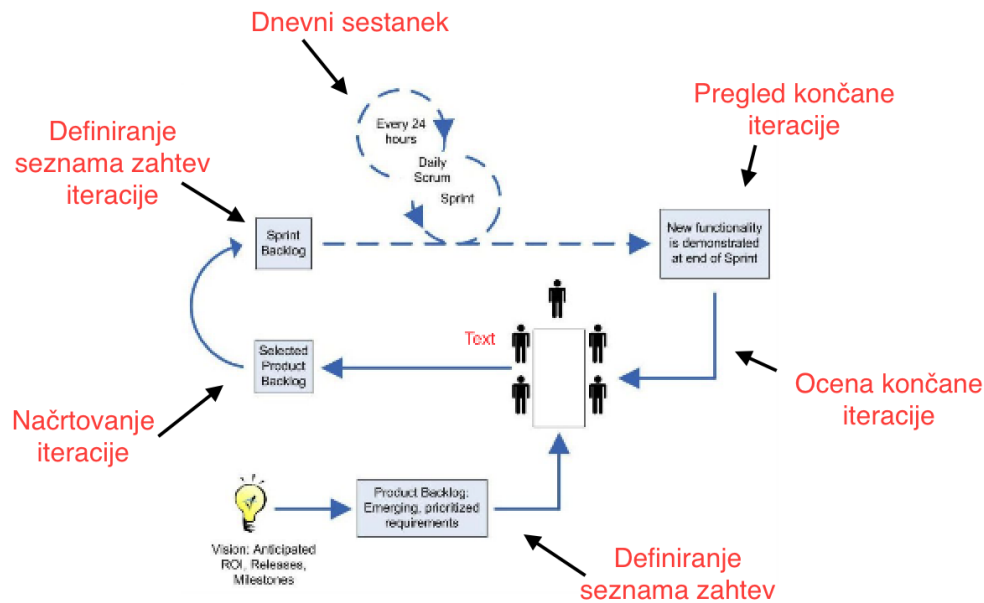 Dnevni sestanek
Every 24
hours
Daily
Scrum
Sprint
Pregled končane
iteracije
Definiranje
seznama zahtev
iteracije
Sprint
Backlog
New functionality
is demonstrated
at end of Sprint
Text
Selected
Product
Backlog
Ocena končane
iteracije
Načrtovanje
iteracije
Product Backlog:
Emerging, prioritized
requirements
Vision: Anticipated
ROI, Releases,
Milestones
Definiranje
seznama zahtev